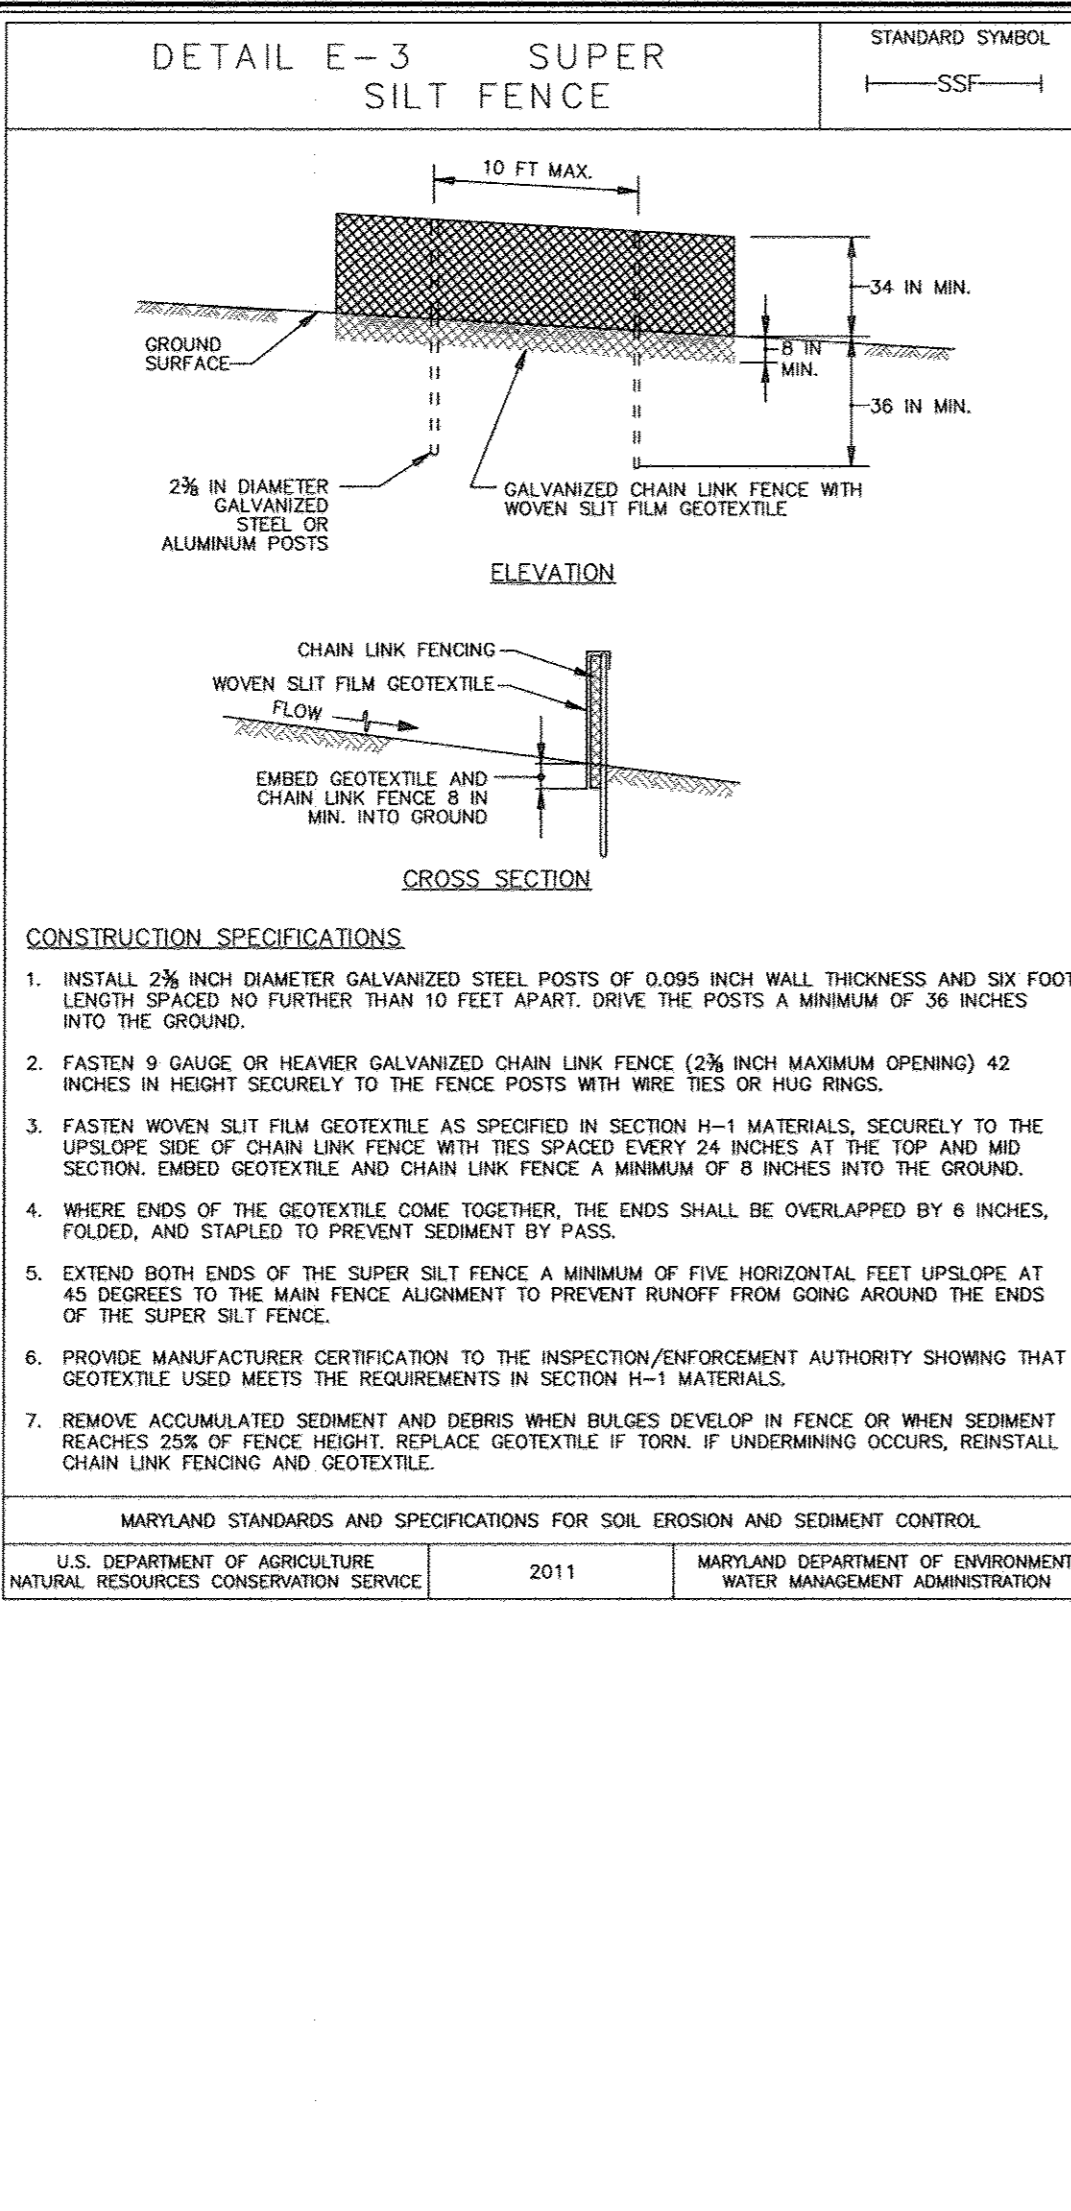 DETAIL E-3 SUPER
SILT FENCE
STANDARD SYMBOL
SSF
10 FT MAX.
34 IN MIN.
GROUND
SURFACE
8 IN
MIN.
36 IN MIN.
2⅜ IN DIAMETER
GALVANIZED
STEEL OR
ALUMINUM POSTS
GALVANIZED CHAIN LINK FENCE WITH
WOVEN SLIT FILM GEOTEXTILE
ELEVATION
CHAIN LINK FENCING
WOVEN SLIT FILM GEOTEXTILE
FLOW
EMBED GEOTEXTILE AND
CHAIN LINK FENCE 8 IN
MIN. INTO GROUND
CROSS SECTION
CONSTRUCTION SPECIFICATIONS
1. INSTALL 2⅜ INCH DIAMETER GALVANIZED STEEL POSTS OF 0.095 INCH WALL THICKNESS AND SIX FOOT
LENGTH SPACED NO FURTHER THAN 10 FEET APART. DRIVE THE POSTS A MINIMUM OF 36 INCHES
INTO THE GROUND.
2. FASTEN 9 GAUGE OR HEAVIER GALVANIZED CHAIN LINK FENCE (2⅜ INCH MAXIMUM OPENING) 42
INCHES IN HEIGHT SECURELY TO THE FENCE POSTS WITH WIRE TIES OR HUG RINGS.
3. FASTEN WOVEN SLIT FILM GEOTEXTILE AS SPECIFIED IN SECTION H-1 MATERIALS, SECURELY TO THE
UPSLOPE SIDE OF CHAIN LINK FENCE WITH TIES SPACED EVERY 24 INCHES AT THE TOP AND MID
SECTION. EMBED GEOTEXTILE AND CHAIN LINK FENCE A MINIMUM OF 8 INCHES INTO THE GROUND.
4. WHERE ENDS OF THE GEOTEXTILE COME TOGETHER, THE ENDS SHALL BE OVERLAPPED BY 6 INCHES,
FOLDED, AND STAPLED TO PREVENT SEDIMENT BY PASS.
5. EXTEND BOTH ENDS OF THE SUPER SILT FENCE A MINIMUM OF FIVE HORIZONTAL FEET UPSLOPE AT
45 DEGREES TO THE MAIN FENCE ALIGNMENT TO PREVENT RUNOFF FROM GOING AROUND THE ENDS
OF THE SUPER SILT FENCE.
6. PROVIDE MANUFACTURER CERTIFICATION TO THE INSPECTION/ENFORCEMENT AUTHORITY SHOWING THAT
GEOTEXTILE USED MEETS THE REQUIREMENTS IN SECTION H-1 MATERIALS.
7. REMOVE ACCUMULATED SEDIMENT AND DEBRIS WHEN BULGES DEVELOP IN FENCE OR WHEN SEDIMENT
REACHES 25% OF FENCE HEIGHT. REPLACE GEOTEXTILE IF TORN. IF UNDERMINING OCCURS, REINSTALL
CHAIN LINK FENCING AND GEOTEXTILE.
MARYLAND STANDARDS AND SPECIFICATIONS FOR SOIL EROSION AND SEDIMENT CONTROL
U.S. DEPARTMENT OF AGRICULTURE
NATURAL RESOURCES CONSERVATION SERVICE
2011
MARYLAND DEPARTMENT OF ENVIRONMENT
WATER MANAGEMENT ADMINISTRATION